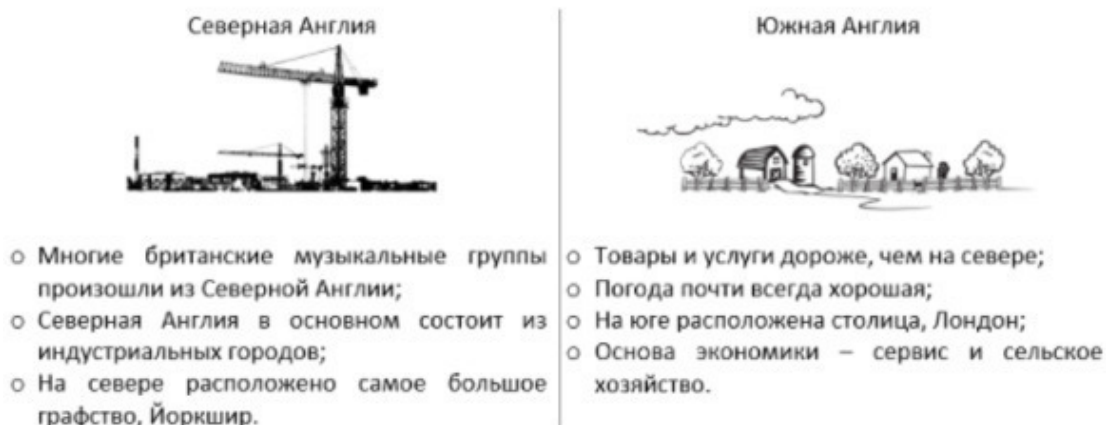 Северная Англия
Многие британские музыкальные группы
произошли из Северной Англии;
Северная Англия в основном состоит из
индустриальных городов;
На севере расположено самое большое
графство, Йоркшир.
Южная Англия
Товары и услуги дороже, чем на севере;
Погода почти всегда хорошая;
На юге расположена столица, Лондон;
Основа экономики – сервис и сельское
хозяйство.